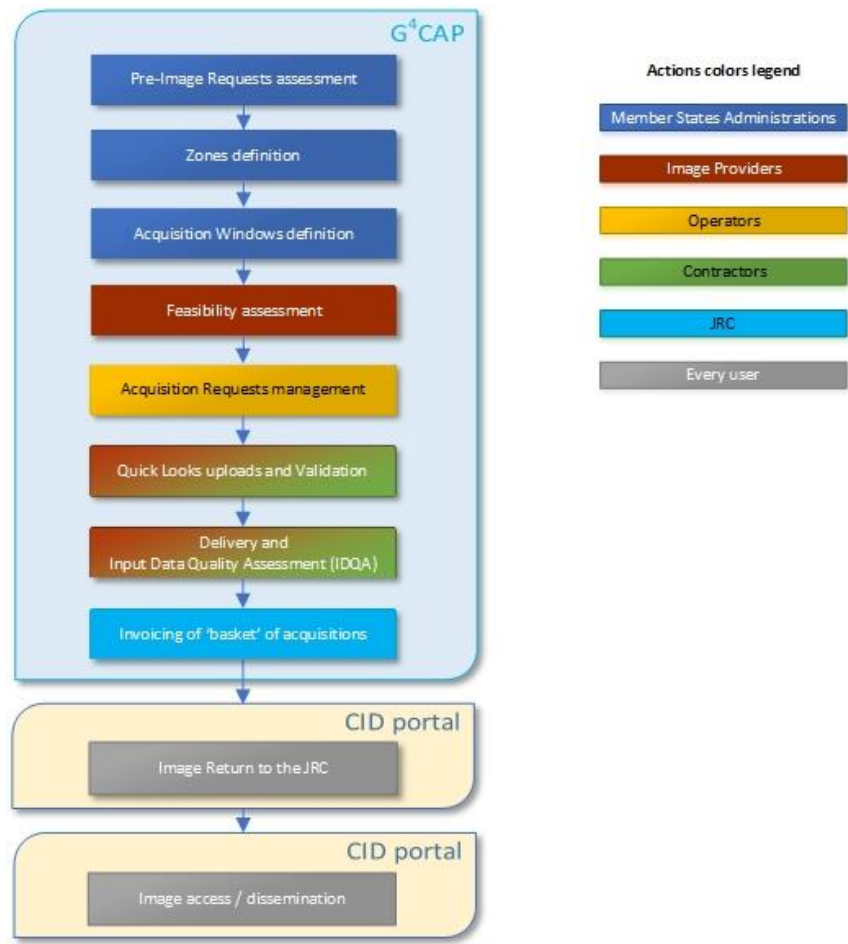 G⁴CAP
Pre-Image Requests assessment
Zones definition
Acquisition Windows definition
Feasibility assessment
Acquisition Requests management
Quick Looks uploads and Validation
Delivery and
Input Data Quality Assessment (IDQA)
Invoicing of ‘basket’ of acquisitions
CID portal
Image Return to the JRC
CID portal
Image access / dissemination
Actions colors legend
Member States Administrations
Image Providers
Operators
Contractors
JRC
Every user